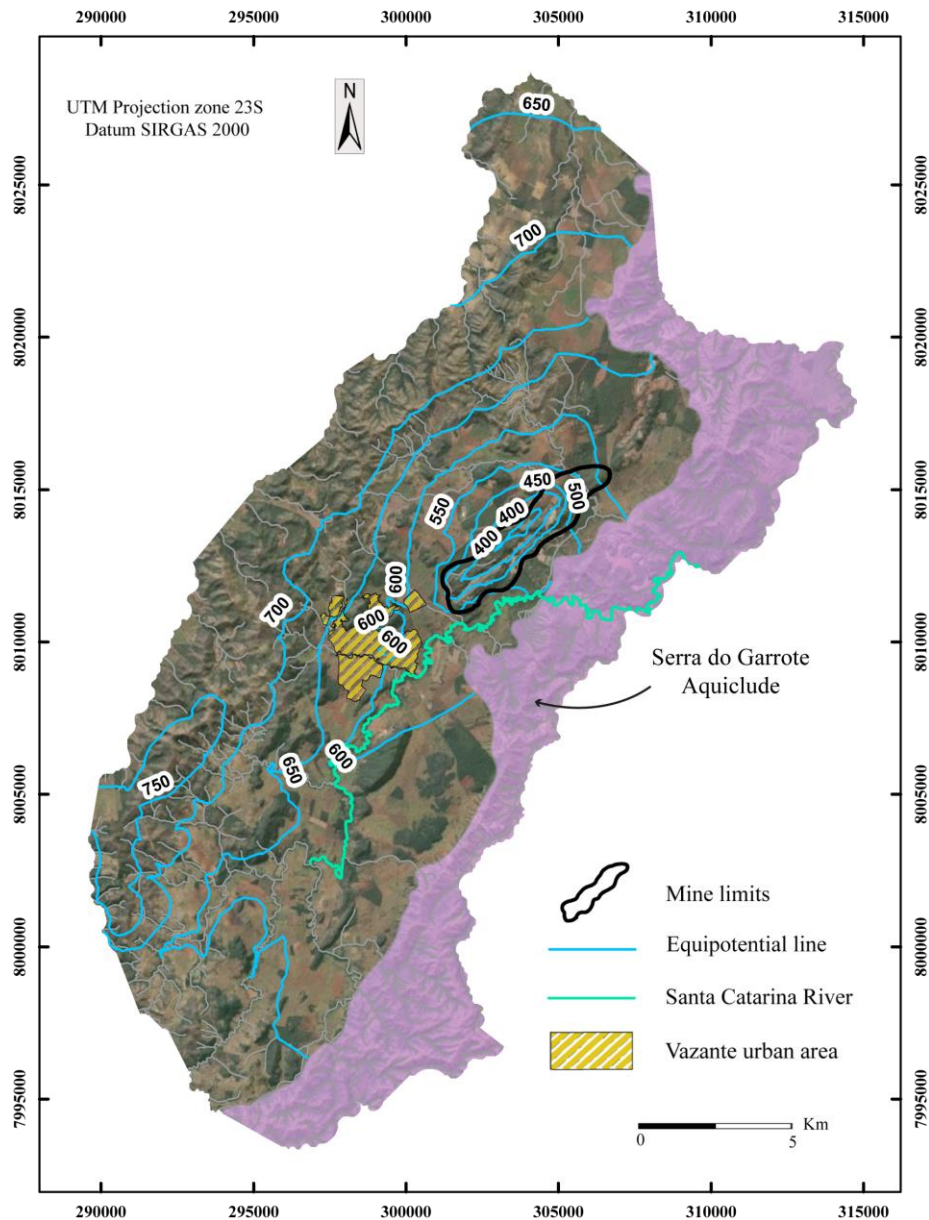 290000 295000 300000 305000 310000 315000
UTM Projection zone 23S
Datum SIRGAS 2000
N
650
8025000 8025000
700
8020000 8020000
8015000 8015000
450
500
550
400
400
600
700
600
600
8010000 8010000
Serra do Garrote
Aquiclude
600
650
750
8005000 8005000
Mine limits
Equipotential line
8000000 8000000
Santa Catarina River
Vazante urban area
7995000 7995000
Km
0 5
290000 295000 300000 305000 310000 315000